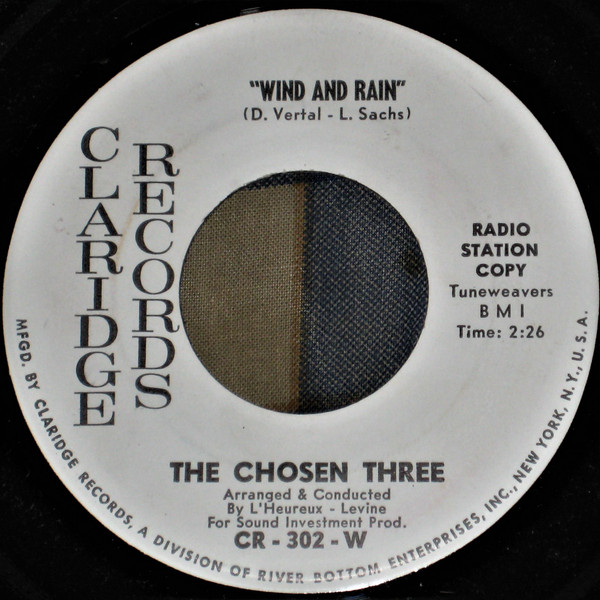 "WIND AND RAIN"
(D. Vertal - L. Sachs)
CLARIDGE
RECORDS
RADIO
STATION
COPY
Tuneweavers
B M I
Time: 2:26
THE CHOSEN THREE
Arranged & Conducted
By L'Heureux - Levine
For Sound Investment Prod.
CR - 302 - W
MFGD. BY CLARIDGE RECORDS, A DIVISION OF RIVER BOTTOM ENTERPRISES, INC., NEW YORK, N.Y., U.S.A.